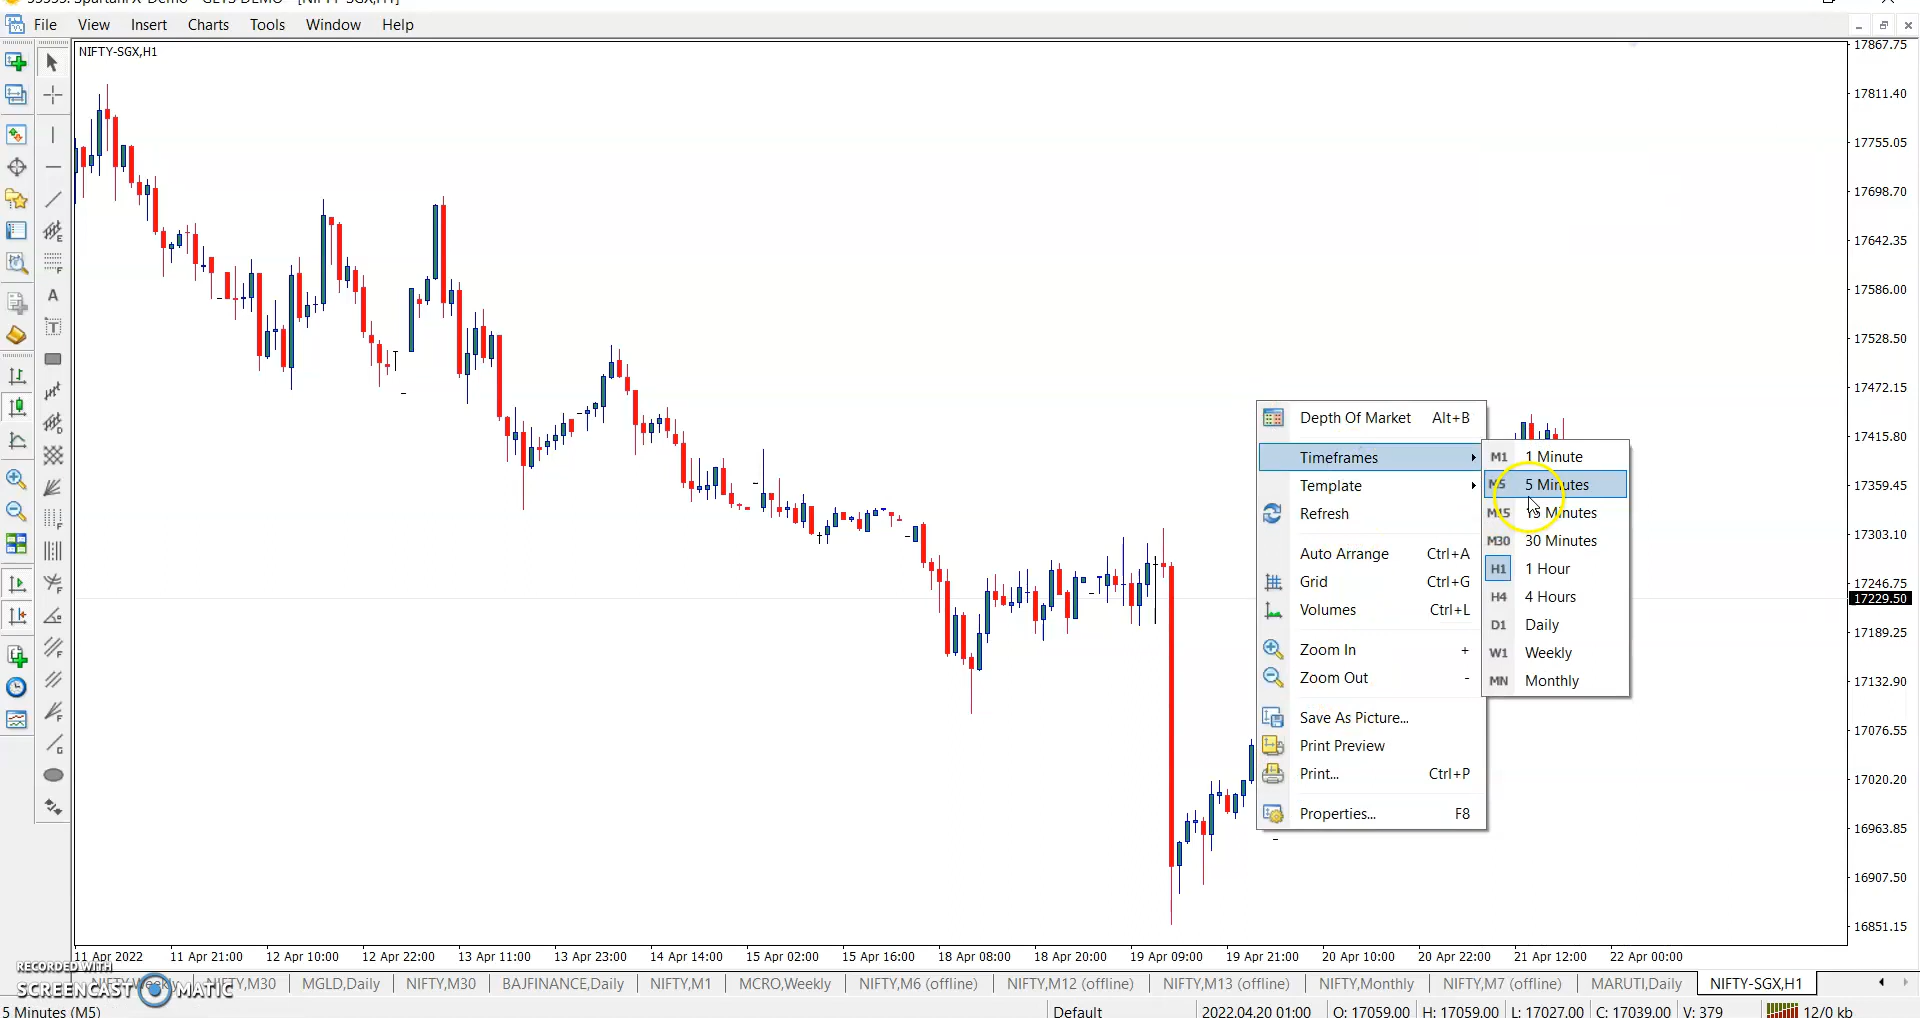 File View Insert Charts Tools Window Help
NIFTY-SGX,H1
17867.75
17811.40
17755.05
17698.70
17642.35
17586.00
17528.50
17472.15
17415.80
17359.45
17303.10
17246.75
17229.50
17189.25
17132.90
17076.55
17020.20
16963.85
16907.50
16851.15
Depth Of Market Alt+B
Timeframes
Template
Refresh
Auto Arrange Ctrl+A
Grid Ctrl+G
Volumes Ctrl+L
Zoom In +
Zoom Out -
Save As Picture...
Print Preview
Print... Ctrl+P
Properties... F8
M1 1 Minute
M5 5 Minutes
M15 15 Minutes
M30 30 Minutes
H1 1 Hour
H4 4 Hours
D1 Daily
W1 Weekly
MN Monthly
11 Apr 2022 11 Apr 21:00 12 Apr 10:00 12 Apr 22:00 13 Apr 11:00 13 Apr 23:00 14 Apr 14:00 15 Apr 02:00 15 Apr 16:00 18 Apr 08:00 18 Apr 20:00 19 Apr 09:00 19 Apr 21:00 20 Apr 10:00 20 Apr 22:00 21 Apr 12:00 22 Apr 00:00
RECORDED WITH
SCREENCAST MATIC
NIFTY,Weekly NIFTY,M30 MGLD,Daily NIFTY,M30 BAJFINANCE,Daily NIFTY,M1 MCRO,Weekly NIFTY,M6 (offline) NIFTY,M12 (offline) NIFTY,M13 (offline) NIFTY,Monthly NIFTY,M7 (offline) MARUTI,Daily NIFTY-SGX,H1
5 Minutes (M5) Default 2022.04.20 01:00 O: 17059.00 H: 17059.00 L: 17027.00 C: 17039.00 V: 379 12/0 kb